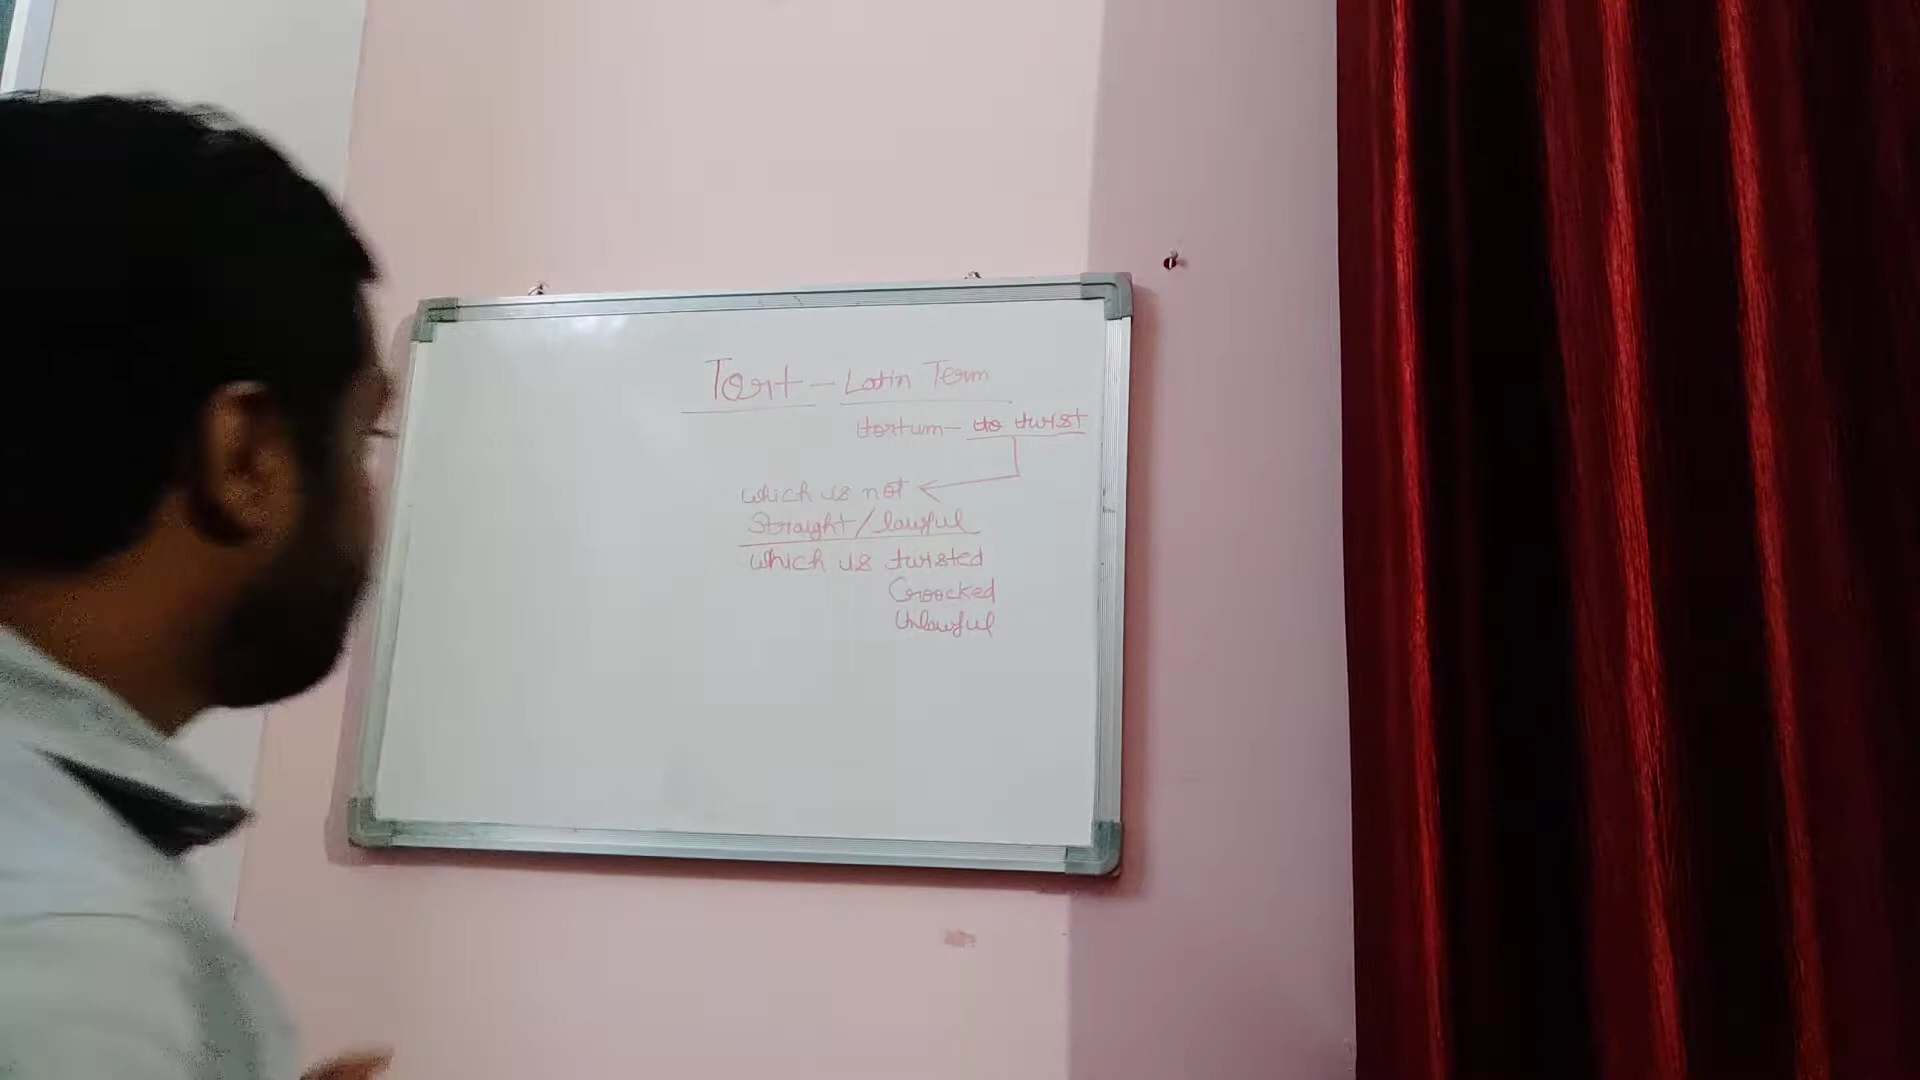 Tort - Latin Term
tortum - to twist
which is not
Straight / lawful
which is twisted
Croocked
Unlawful